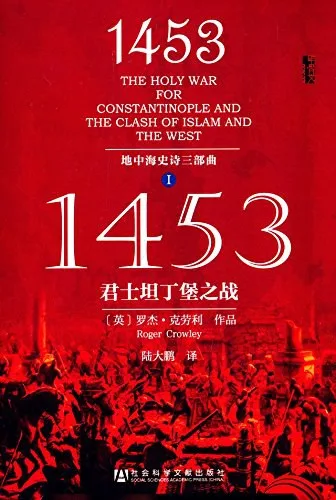 1453
THE HOLY WAR
FOR
CONSTANTINOPLE AND
THE CLASH OF ISLAM AND
THE WEST
地中海史诗三部曲
I
1453
君士坦丁堡之战
〔英〕罗杰·克劳利 作品
Roger Crowley
陆大鹏 译
社会科学文献出版社
SOCIAL SCIENCES ACADEMIC PRESS (CHINA)